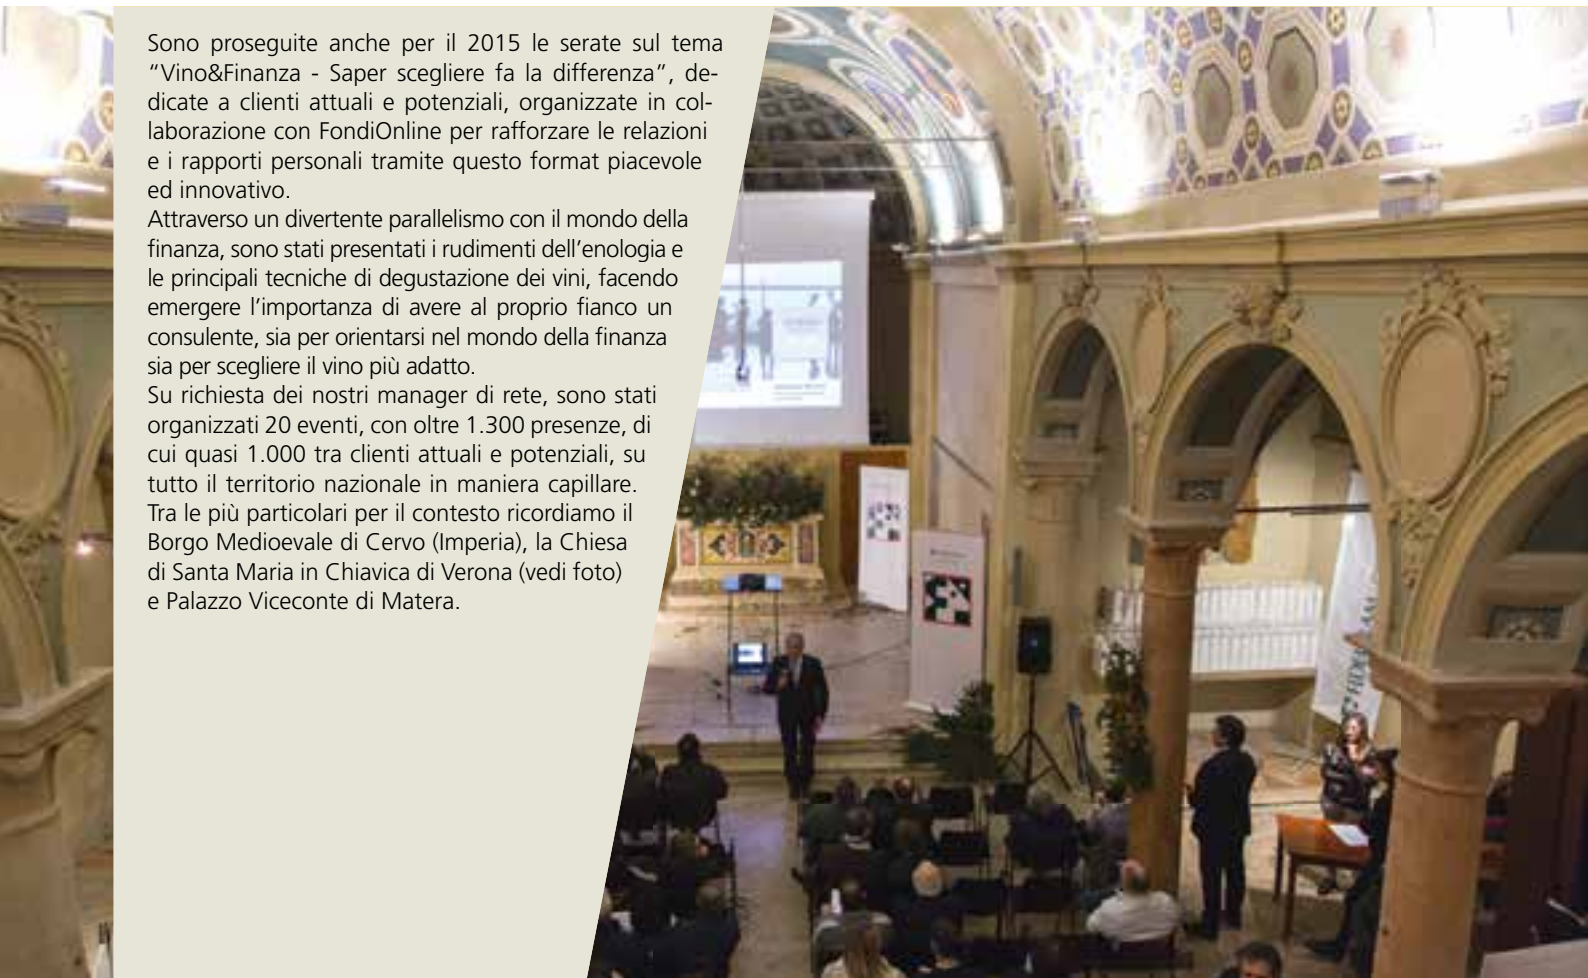 Sono proseguite anche per il 2015 le serate sul tema
“Vino&Finanza - Saper scegliere fa la differenza”, de-
dicate a clienti attuali e potenziali, organizzate in col-
laborazione con FondiOnline per rafforzare le relazioni
e i rapporti personali tramite questo format piacevole
ed innovativo.
Attraverso un divertente parallelismo con il mondo della
finanza, sono stati presentati i rudimenti dell’enologia e
le principali tecniche di degustazione dei vini, facendo
emergere l’importanza di avere al proprio fianco un
consulente, sia per orientarsi nel mondo della finanza
sia per scegliere il vino più adatto.
Su richiesta dei nostri manager di rete, sono stati
organizzati 20 eventi, con oltre 1.300 presenze, di
cui quasi 1.000 tra clienti attuali e potenziali, su
tutto il territorio nazionale in maniera capillare.
Tra le più particolari per il contesto ricordiamo il
Borgo Medioevale di Cervo (Imperia), la Chiesa
di Santa Maria in Chiavica di Verona (vedi foto)
e Palazzo Viceconte di Matera.